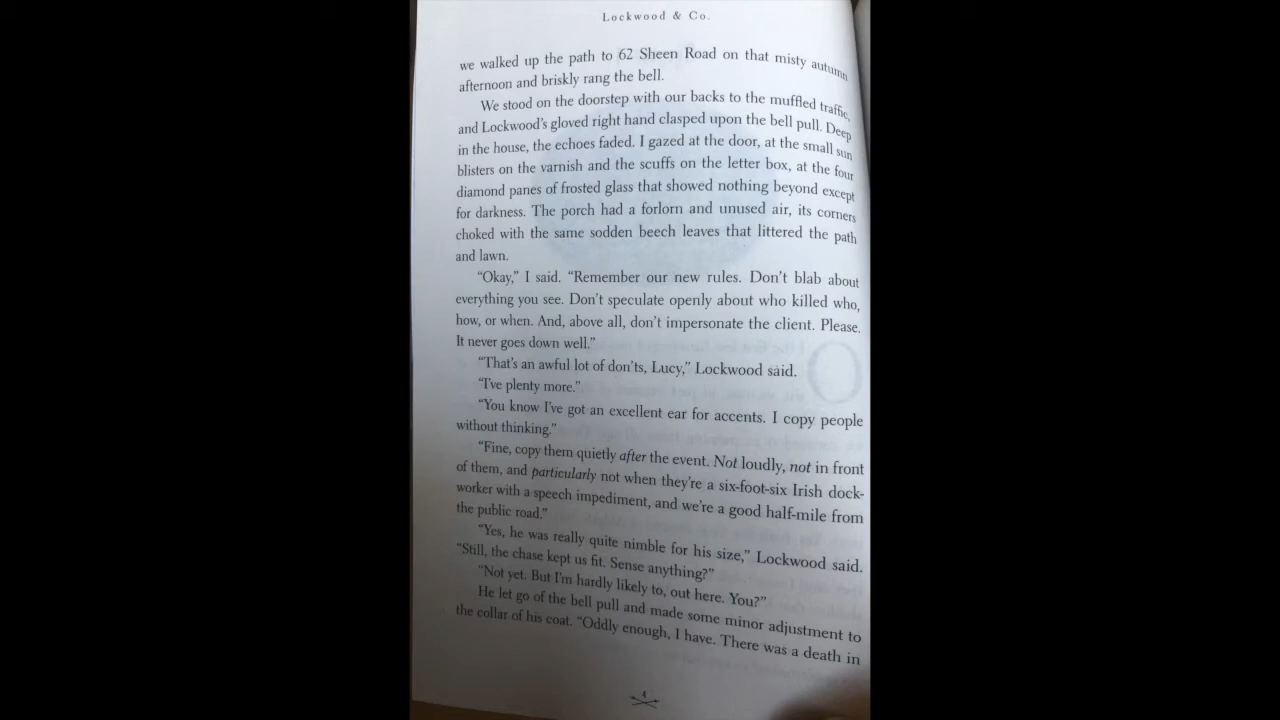 Lockwood & Co.
we walked up the path to 62 Sheen Road on that misty autumn
afternoon and briskly rang the bell.
We stood on the doorstep with our backs to the muffled traffic,
and Lockwood's gloved right hand clasped upon the bell pull. Deep
in the house, the echoes faded. I gazed at the door, at the small sun
blisters on the varnish and the scuffs on the letter box, at the four
diamond panes of frosted glass that showed nothing beyond except
for darkness. The porch had a forlorn and unused air, its corners
choked with the same sodden beech leaves that littered the path
and lawn.
“Okay,” I said. “Remember our new rules. Don't blab about
everything you see. Don't speculate openly about who killed who,
how, or when. And, above all, don't impersonate the client. Please.
It never goes down well.”
“That's an awful lot of don'ts, Lucy,” Lockwood said.
“I've plenty more.”
“You know I've got an excellent ear for accents. I copy people
without thinking.”
“Fine, copy them quietly after the event. Not loudly, not in front
of them, and particularly not when they're a six-foot-six Irish dock-
worker with a speech impediment, and we're a good half-mile from
the public road.”
“Yes, he was really quite nimble for his size,” Lockwood said.
“Still, the chase kept us fit. Sense anything?”
“Not yet. But I'm hardly likely to, out here. You?”
He let go of the bell pull and made some minor adjustment to
the collar of his coat. “Oddly enough, I have. There was a death in
4